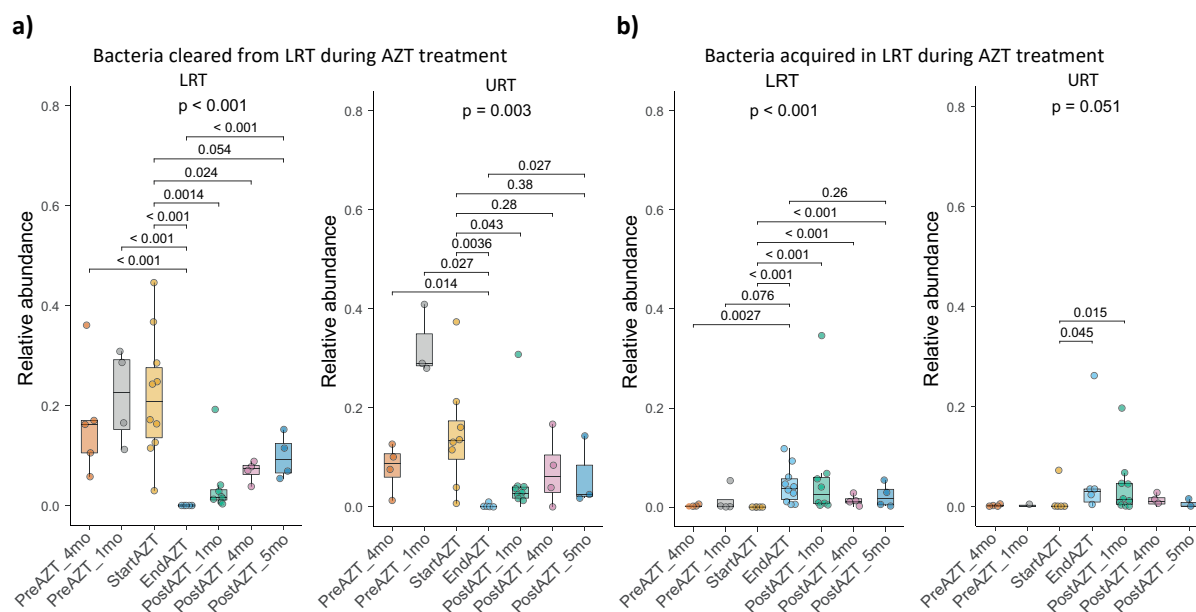 a)
Bacteria cleared from LRT during AZT treatment
LRT
p < 0.001
< 0.001
0.054
0.024
0.0014
< 0.001
< 0.001
< 0.001
Relative abundance
0.8
0.6
0.4
0.2
0.0
PreAZT_4mo
PreAZT_1mo
StartAZT
EndAZT
PostAZT_1mo
PostAZT_4mo
PostAZT_5mo
URT
p = 0.003
0.027
0.38
0.28
0.043
0.0036
0.027
0.014
Relative abundance
0.8
0.6
0.4
0.2
0.0
PreAZT_4mo
PreAZT_1mo
StartAZT
EndAZT
PostAZT_1mo
PostAZT_4mo
PostAZT_5mo
b)
Bacteria acquired in LRT during AZT treatment
LRT
p < 0.001
0.26
< 0.001
< 0.001
< 0.001
< 0.001
0.076
0.0027
Relative abundance
0.8
0.6
0.4
0.2
0.0
PreAZT_4mo
PreAZT_1mo
StartAZT
EndAZT
PostAZT_1mo
PostAZT_4mo
PostAZT_5mo
URT
p = 0.051
0.015
0.045
Relative abundance
0.8
0.6
0.4
0.2
0.0
PreAZT_4mo
PreAZT_1mo
StartAZT
EndAZT
PostAZT_1mo
PostAZT_4mo
PostAZT_5mo